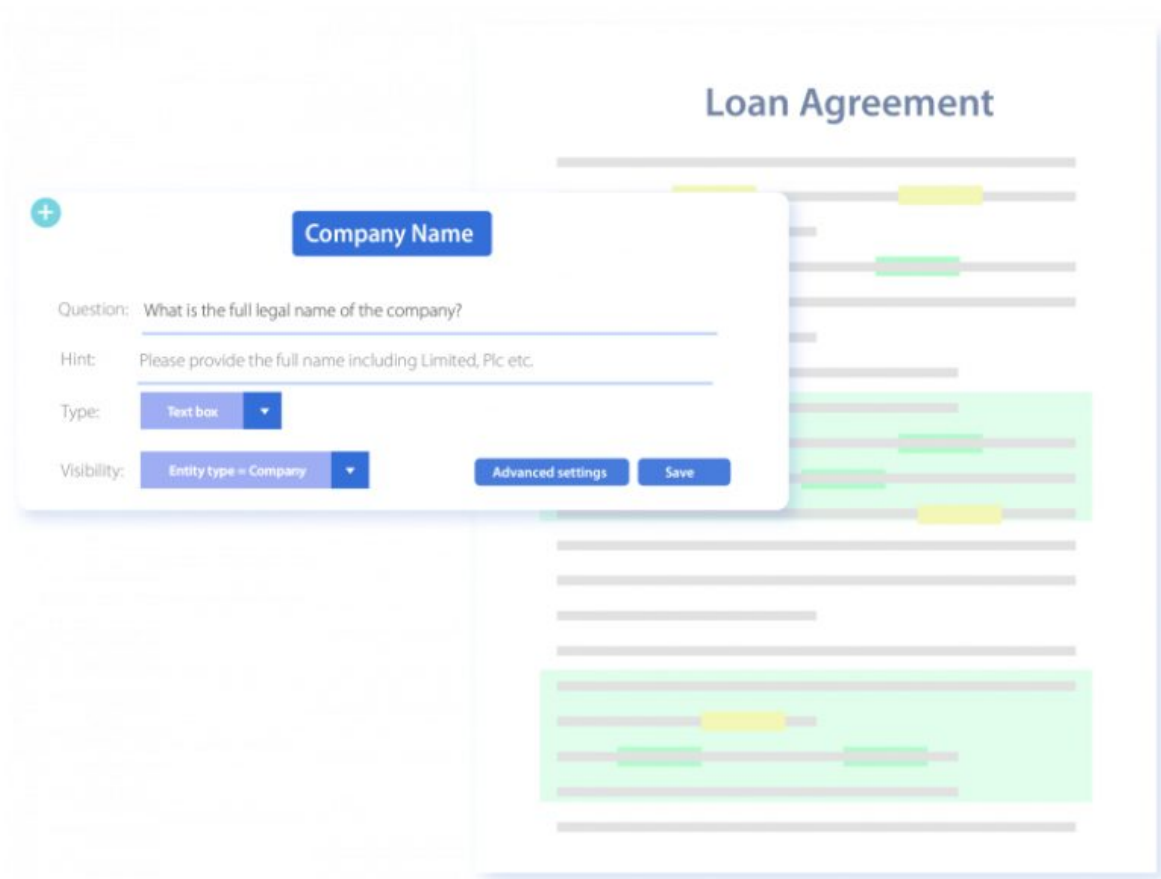 Loan Agreement
Company Name
Question: What is the full legal name of the company?
Hint: Please provide the full name including Limited, Plc etc.
Type: Text box
Visibility: Entity type = Company
Advanced settings Save